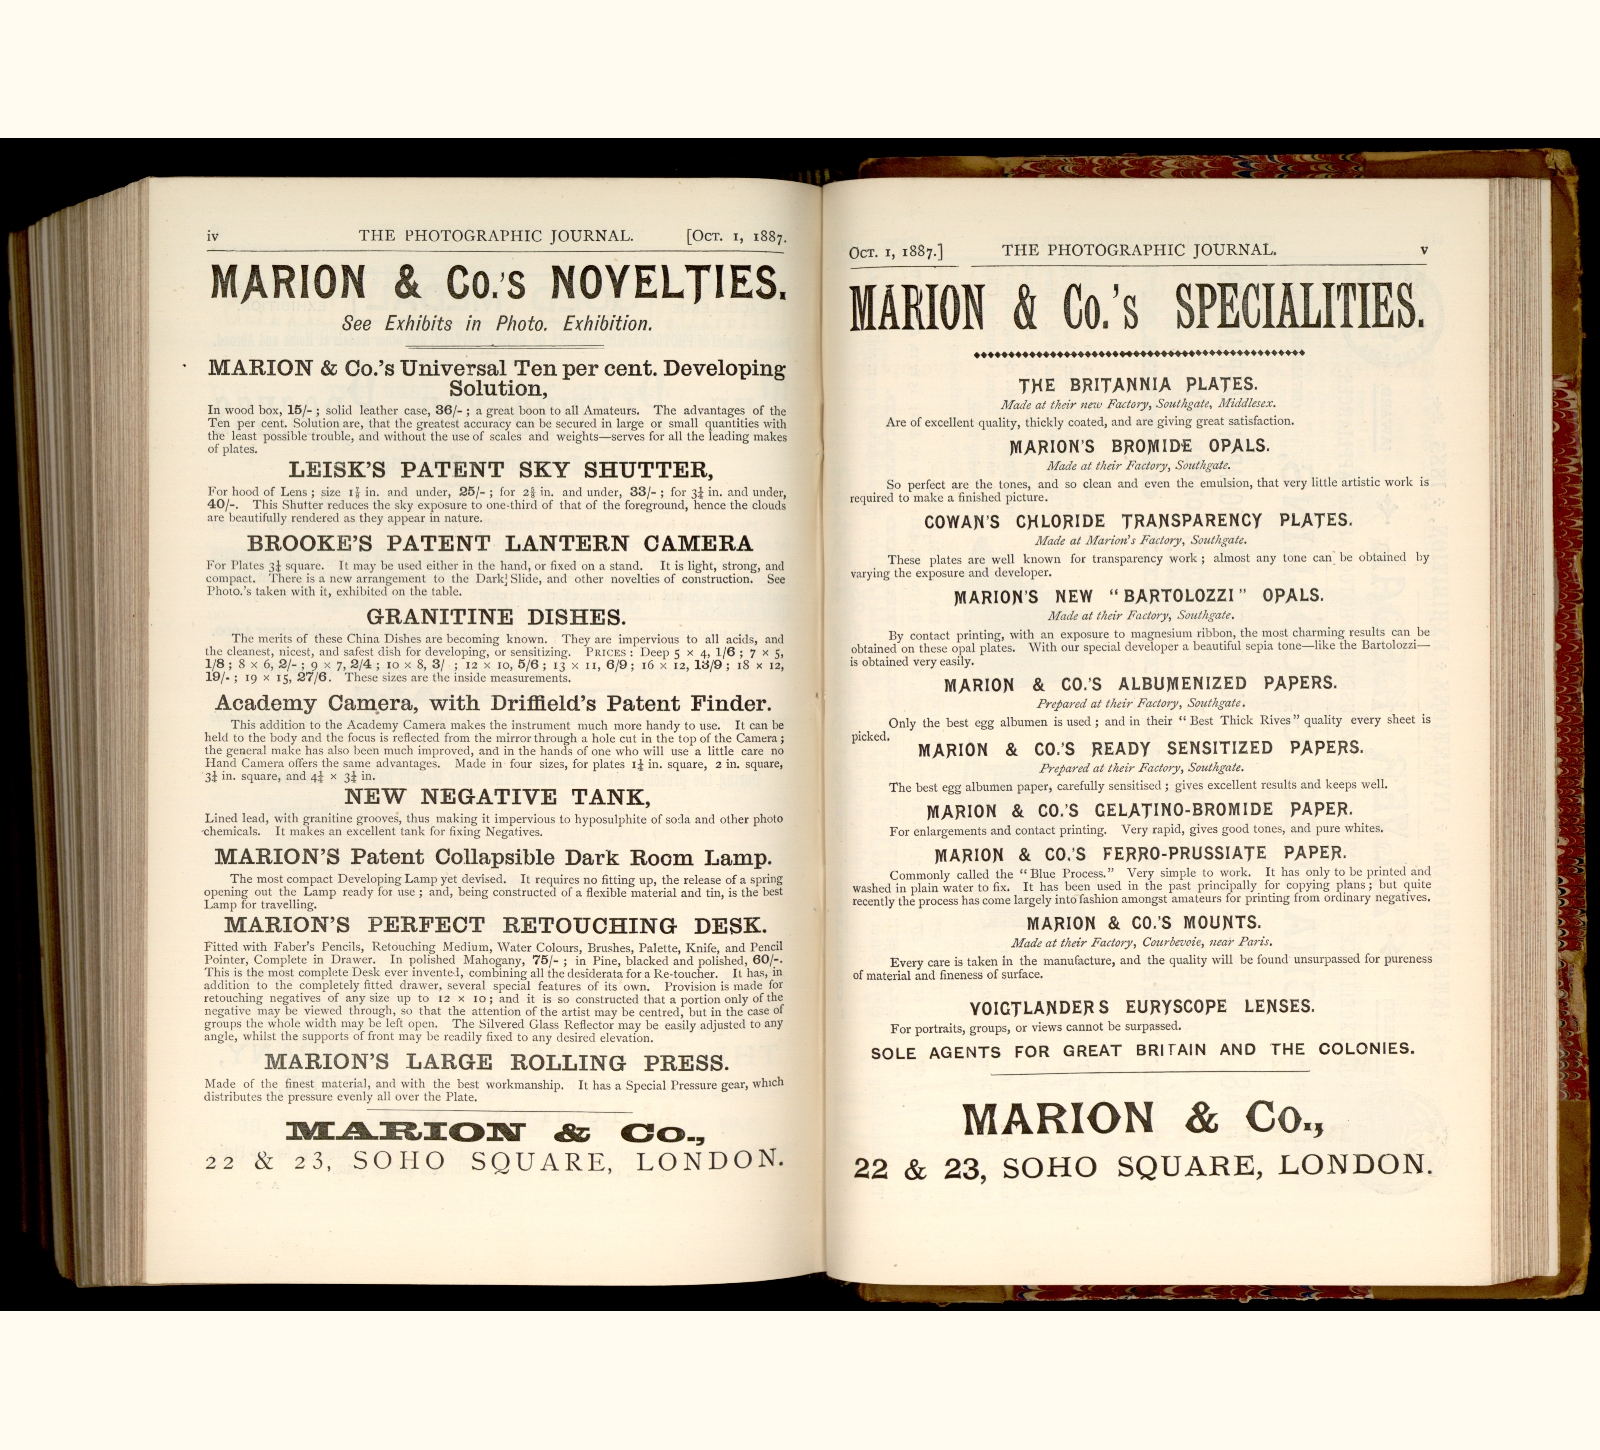 iv THE PHOTOGRAPHIC JOURNAL. [Oct. 1, 1887.
MARION & Co.'s NOVELTIES.
See Exhibits in Photo. Exhibition.
MARION & Co.'s Universal Ten per cent. Developing
Solution,
In wood box, 15/- ; solid leather case, 36/- ; a great boon to all Amateurs. The advantages of the
Ten per cent. Solution are, that the greatest accuracy can be secured in large or small quantities with
the least possible trouble, and without the use of scales and weights—serves for all the leading makes
of plates.
LEISK'S PATENT SKY SHUTTER,
For hood of Lens ; size in. and under, 25/- ; for in. and under, 33/- ; for 3¼ in. and under,
40/-. This Shutter reduces the sky exposure to one-third of that of the foreground, hence the clouds
are beautifully rendered as they appear in nature.
BROOKE'S PATENT LANTERN CAMERA
For Plates 3¼ square. It may be used either in the hand, or fixed on a stand. It is light, strong, and
compact. There is a new arrangement to the Dark Slide, and other novelties of construction. See
Photo.'s taken with it, exhibited on the table.
GRANITINE DISHES.
The merits of these China Dishes are becoming known. They are impervious to all acids, and
the cleanest, nicest, and safest dish for developing, or sensitizing. PRICES : Deep 5 × 4, 1/6 ; 7 × 5,
1/8 ; 8 × 6, 2/- ; 9 × 7, 2/4 ; 10 × 8, 3/ ; 12 × 10, 5/6 ; 13 × 11, 6/9 ; 16 × 12, 13/9 ; 18 × 12,
19/- ; 19 × 15, 27/6. These sizes are the inside measurements.
Academy Camera, with Driffield's Patent Finder.
This addition to the Academy Camera makes the instrument much more handy to use. It can be
held to the body and the focus is reflected from the mirror through a hole cut in the top of the Camera ;
the general make has also been much improved, and in the hands of one who will use a little care no
Hand Camera offers the same advantages. Made in four sizes, for plates 1¼ in. square, 2 in. square,
3¼ in. square, and 4¼ × 3¼ in.
NEW NEGATIVE TANK,
Lined lead, with granitine grooves, thus making it impervious to hyposulphite of soda and other photo
chemicals. It makes an excellent tank for fixing Negatives.
MARION'S Patent Collapsible Dark Room Lamp.
The most compact Developing Lamp yet devised. It requires no fitting up, the release of a spring
opening out the Lamp ready for use ; and, being constructed of a flexible material and tin, is the best
Lamp for travelling.
MARION'S PERFECT RETOUCHING DESK.
Fitted with Faber's Pencils, Retouching Medium, Water Colours, Brushes, Palette, Knife, and Pencil
Pointer, Complete in Drawer. In polished Mahogany, 75/- ; in Pine, blacked and polished, 60/-.
This is the most complete Desk ever invented, combining all the desiderata for a Re-toucher. It has, in
addition to the completely fitted drawer, several special features of its own. Provision is made for
retouching negatives of any size up to 12 × 10 ; and it is so constructed that a portion only of the
negative may be viewed through, so that the attention of the artist may be centred, but in the case of
groups the whole width may be left open. The Silvered Glass Reflector may be easily adjusted to any
angle, whilst the supports of front may be readily fixed to any desired elevation.
MARION'S LARGE ROLLING PRESS.
Made of the finest material, and with the best workmanship. It has a Special Pressure gear, which
distributes the pressure evenly all over the Plate.
MARION & Co.,
22 & 23, SOHO SQUARE, LONDON.
Oct. 1, 1887.] THE PHOTOGRAPHIC JOURNAL. v
MARION & Co.'s SPECIALITIES.
THE BRITANNIA PLATES.
Made at their new Factory, Southgate, Middlesex.
Are of excellent quality, thickly coated, and are giving great satisfaction.
MARION'S BROMIDE OPALS.
Made at their Factory, Southgate.
So perfect are the tones, and so clean and even the emulsion, that very little artistic work is
required to make a finished picture.
COWAN'S CHLORIDE TRANSPARENCY PLATES.
Made at Marion's Factory, Southgate.
These plates are well known for transparency work ; almost any tone can be obtained by
varying the exposure and developer.
MARION'S NEW "BARTOLOZZI" OPALS.
Made at their Factory, Southgate.
By contact printing, with an exposure to magnesium ribbon, the most charming results can be
obtained on these opal plates. With our special developer a beautiful sepia tone—like the Bartolozzi—
is obtained very easily.
MARION & CO.'S ALBUMENIZED PAPERS.
Prepared at their Factory, Southgate.
Only the best egg albumen is used ; and in their "Best Thick Rives" quality every sheet is
picked.
MARION & CO.'S READY SENSITIZED PAPERS.
Prepared at their Factory, Southgate.
The best egg albumen paper, carefully sensitised ; gives excellent results and keeps well.
MARION & CO.'S GELATINO-BROMIDE PAPER.
For enlargements and contact printing. Very rapid, gives good tones, and pure whites.
MARION & CO.'S FERRO-PRUSSIATE PAPER.
Commonly called the "Blue Process." Very simple to work. It has only to be printed and
washed in plain water to fix. It has been used in the past principally for copying plans ; but quite
recently the process has come largely into fashion amongst amateurs for printing from ordinary negatives.
MARION & CO.'S MOUNTS.
Made at their Factory, Courbevoie, near Paris.
Every care is taken in the manufacture, and the quality will be found unsurpassed for pureness
of material and fineness of surface.
VOIGTLANDERS EURYSCOPE LENSES.
For portraits, groups, or views cannot be surpassed.
SOLE AGENTS FOR GREAT BRITAIN AND THE COLONIES.
MARION & Co.,
22 & 23, SOHO SQUARE, LONDON.